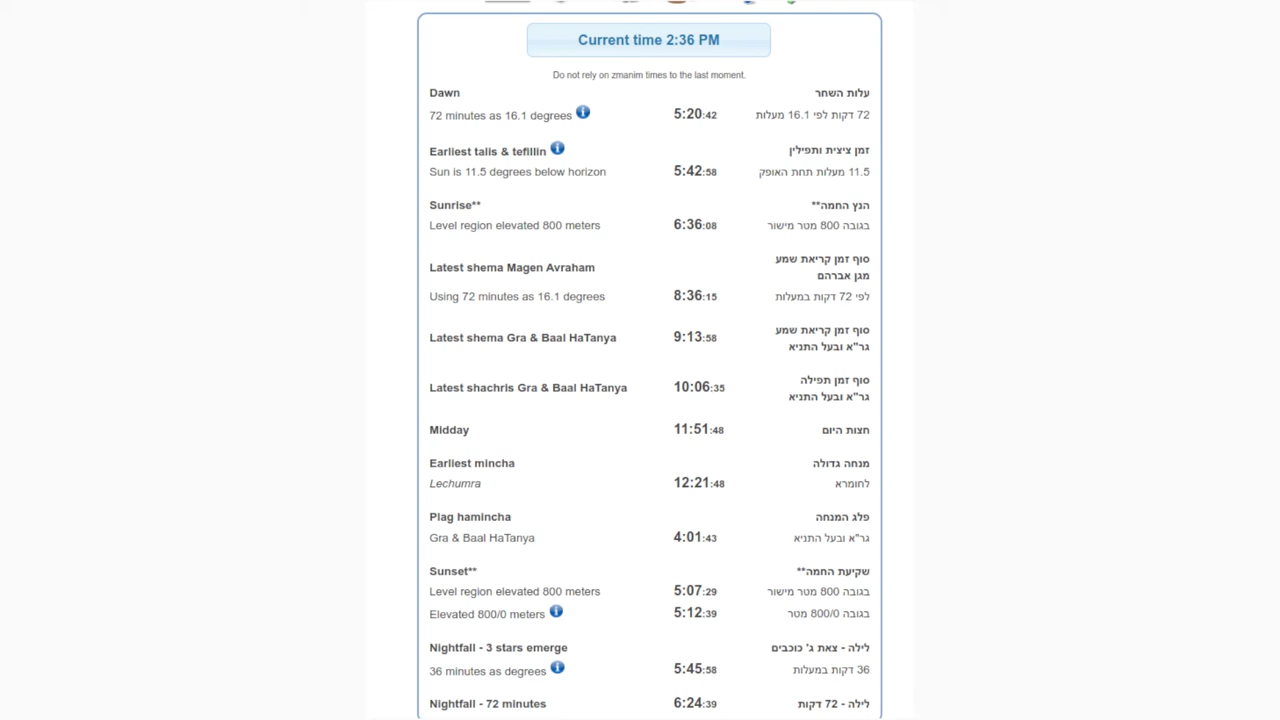 Current time 2:36 PM
Do not rely on zmanim times to the last moment.
Dawn עלות השחר
72 minutes as 16.1 degrees 5:20:42 72 דקות לפי 16.1 מעלות
Earliest talis & tefillin זמן ציצית ותפילין
Sun is 11.5 degrees below horizon 5:42:58 11.5 מעלות תחת האופק
Sunrise** הנץ החמה**
Level region elevated 800 meters 6:36:08 בגובה 800 מטר מישור
Latest shema Magen Avraham סוף זמן קריאת שמע
מגן אברהם
Using 72 minutes as 16.1 degrees 8:36:15 לפי 72 דקות במעלות
Latest shema Gra & Baal HaTanya 9:13:58 סוף זמן קריאת שמע
גר"א ובעל התניא
Latest shachris Gra & Baal HaTanya 10:06:35 סוף זמן תפילה
גר"א ובעל התניא
Midday 11:51:48 חצות היום
Earliest mincha מנחה גדולה
Lechumra 12:21:48 לחומרא
Plag hamincha פלג המנחה
Gra & Baal HaTanya 4:01:43 גר"א ובעל התניא
Sunset** שקיעת החמה**
Level region elevated 800 meters 5:07:29 בגובה 800 מטר מישור
Elevated 800/0 meters 5:12:39 בגובה 800/0 מטר
Nightfall - 3 stars emerge לילה - צאת ג' כוכבים
36 minutes as degrees 5:45:58 36 דקות במעלות
Nightfall - 72 minutes 6:24:39 לילה - 72 דקות